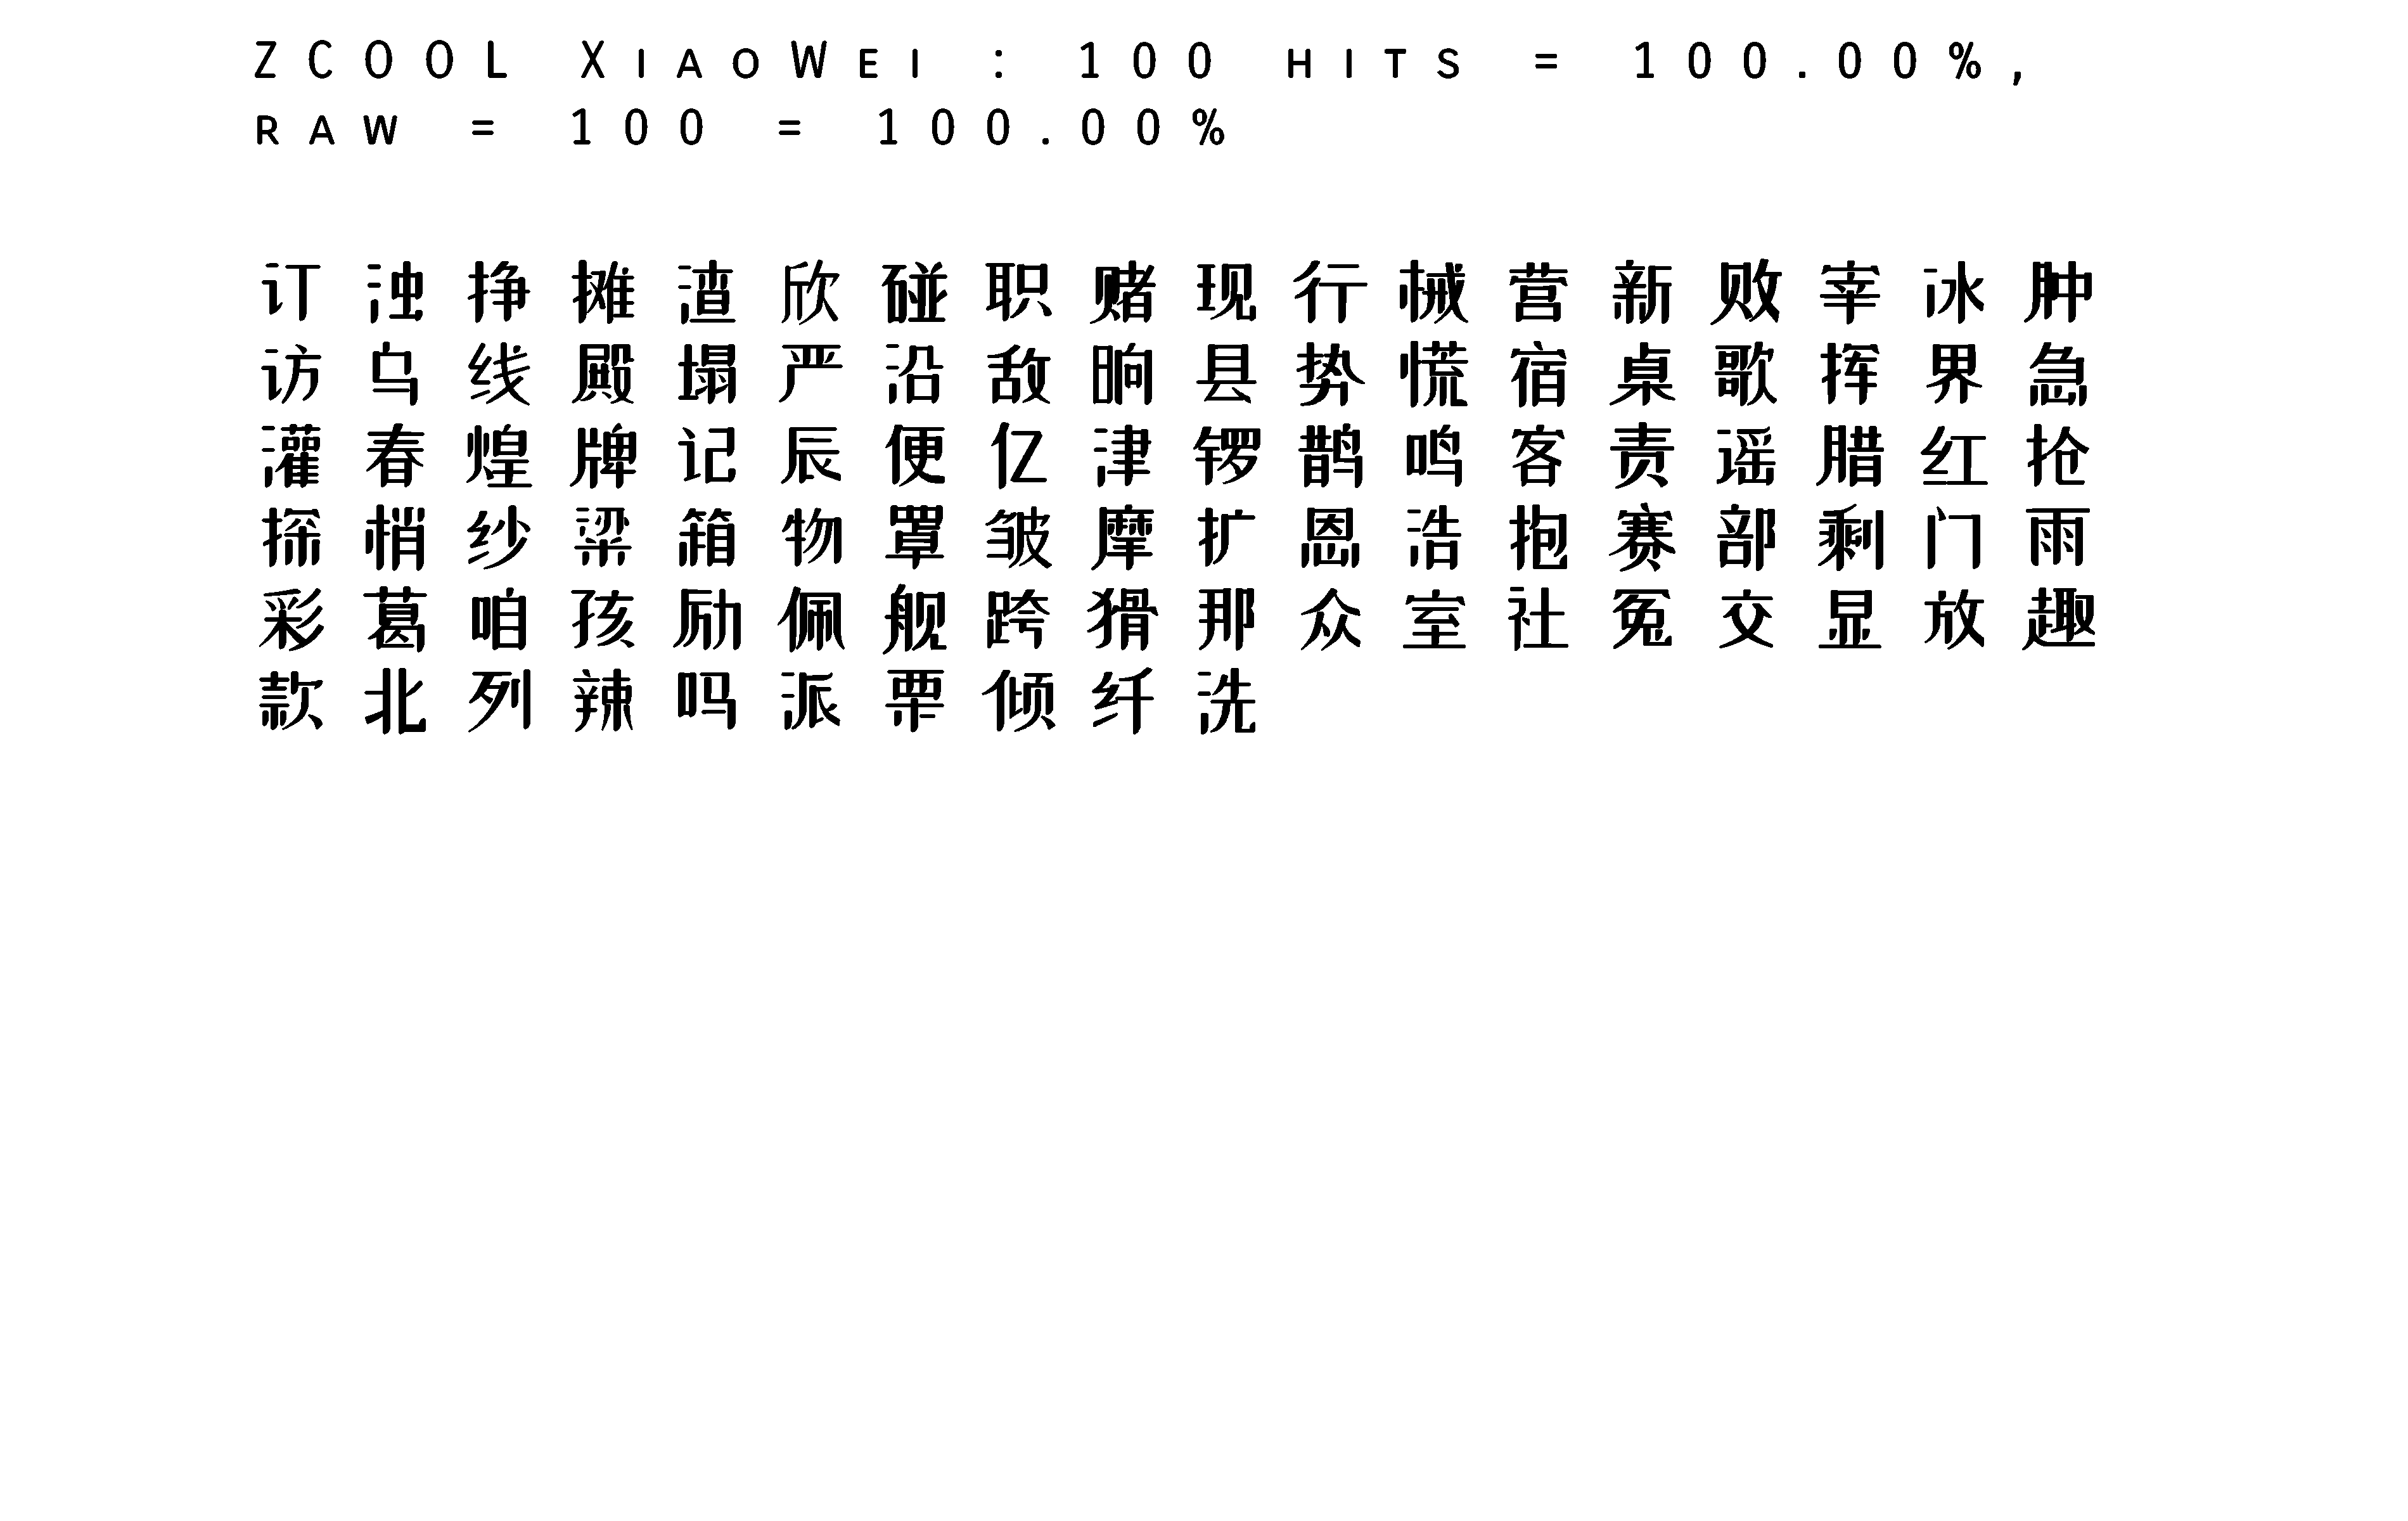 ZCOOL XiaoWei : 100 hits = 100.00%,
raw = 100 = 100.00%
订浊挣摊渣欣碰职赌现行械营新败宰冰肿
访乌线殿塌严沿敌晌县势慌宿桌歌挥界急
灌春煌牌记辰便亿津锣鹊鸣客责谣腊红抢
探梢纱梁箱物罩皱摩扩恩浩抱赛部剩门雨
彩葛咱孩励佩舰跨猾那众室社冤交显放趣
款北列辣吗派栗倾纤洗